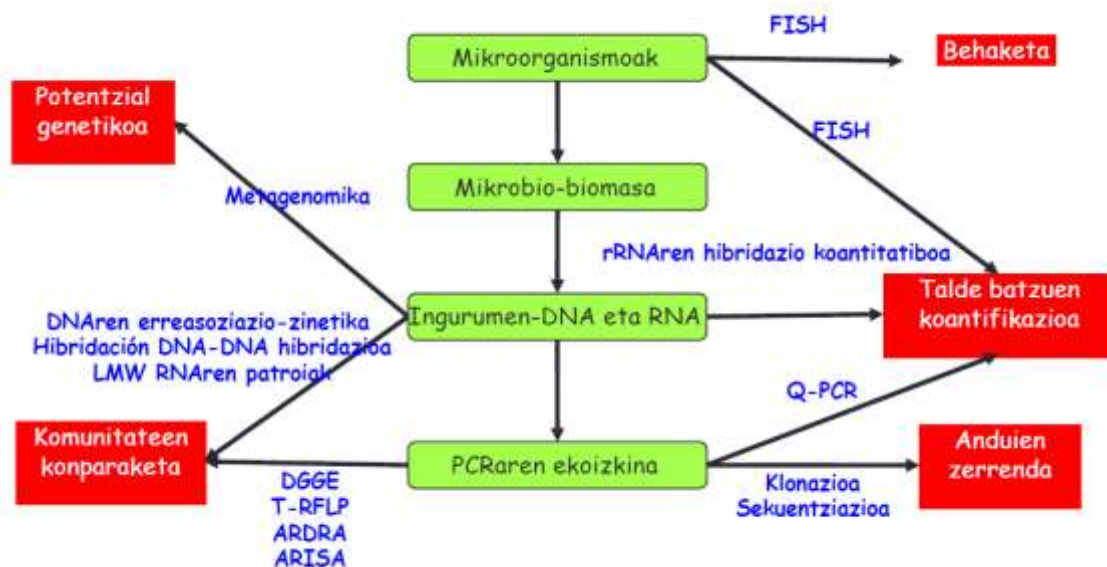 FISH
Mikroorganismoak
Behaketa
Potentzial
genetikoa
FISH
Metagenomika
Mikrobio-biomasa
rRNAren hibridazio koantitatiboa
DNAren erreasoziazio-zinetika
Hibridación DNA-DNA hibridazioa
LMW RNAren patroiak
Ingurumen-DNA eta RNA
Talde batzuen
koantifikazioa
Q-PCR
Komunitateen
konparaketa
PCRaren ekoizkina
Anduien
zerrenda
DGGE
T-RFLP
ARDRA
ARISA
Klonazioa
Sekuentziazioa